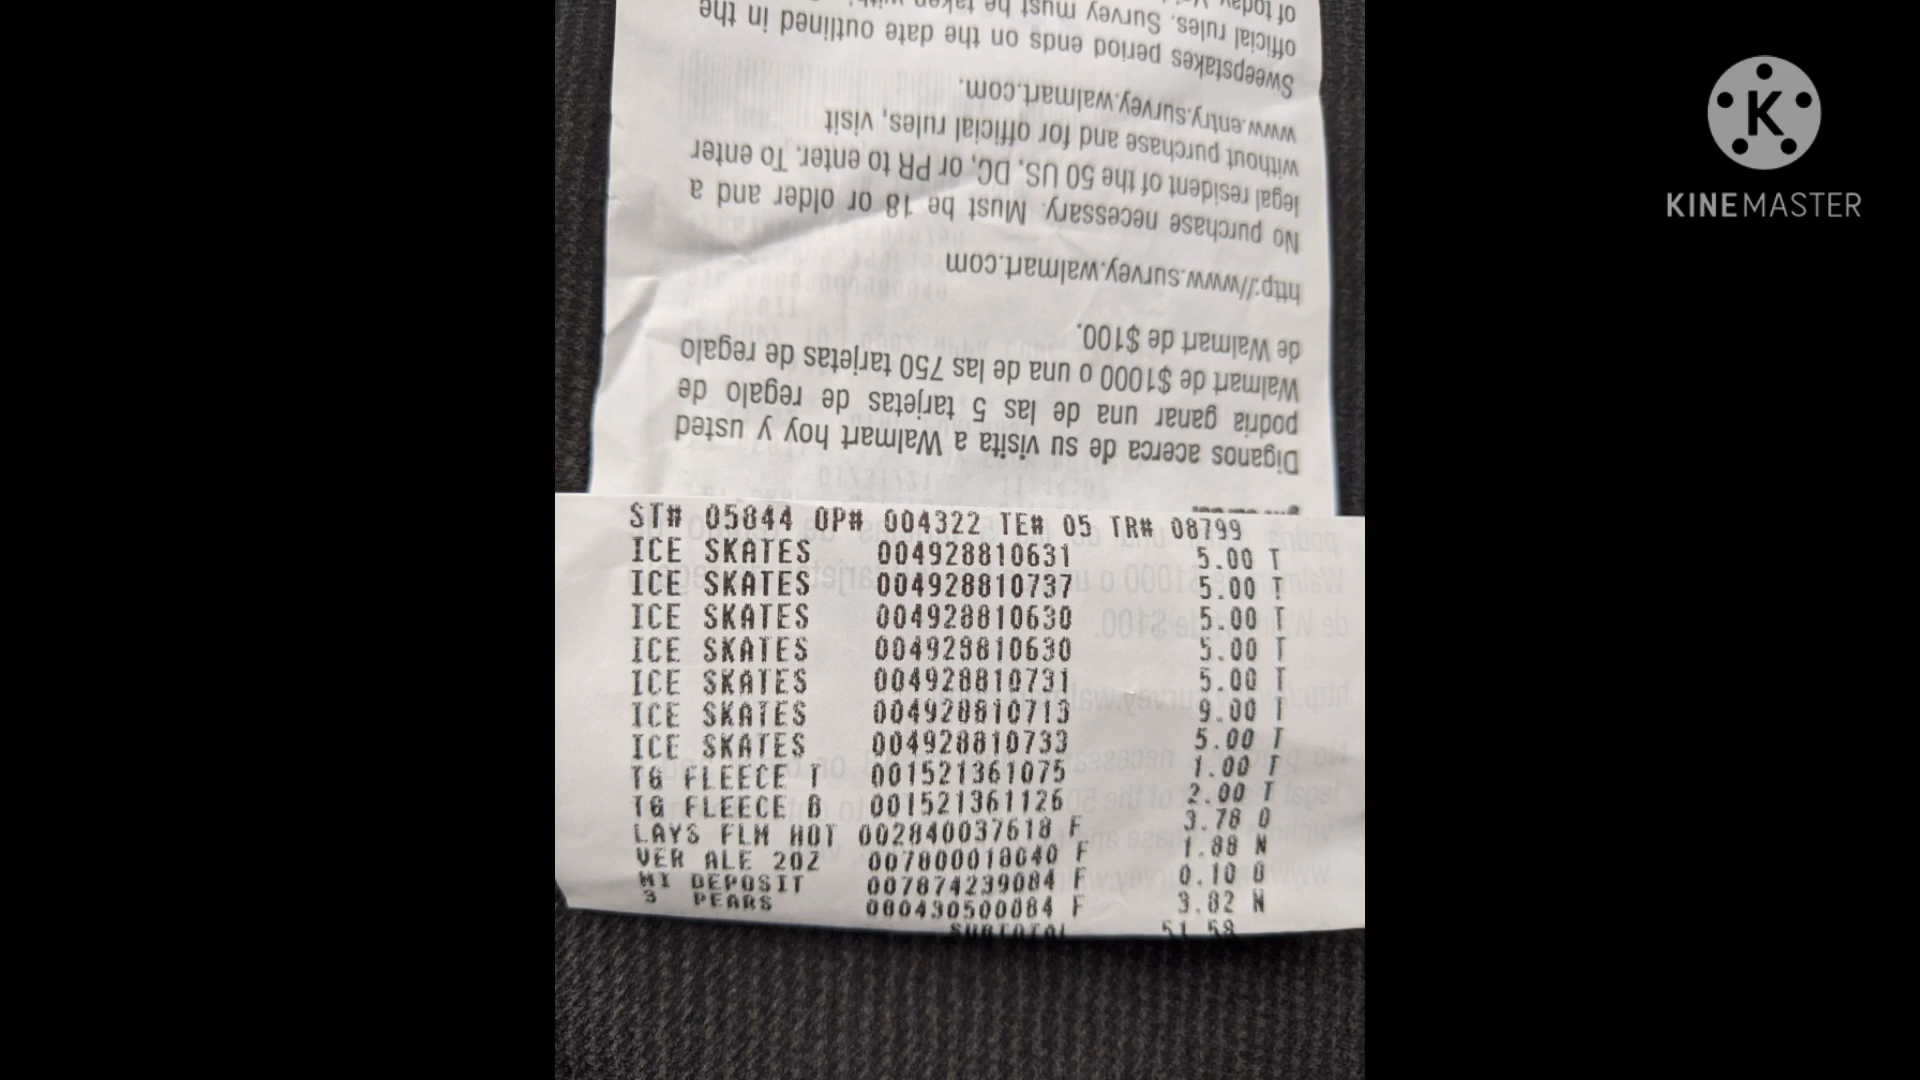 of today
official rules. Survey must be taken
Sweepstakes period ends on the date outlined in the
www.entry.survey.walmart.com.
without purchase and for official rules, visit
legal resident of the 50 US, DC, or PR to enter. To enter
No purchase necessary. Must be 18 or older and a
http://www.survey.walmart.com
de Walmart de $100.
Walmart de $1000 o una de las 750 tarjetas de regalo
podria ganar una de las 5 tarjetas de regalo de
Diganos acerca de su visita a Walmart hoy y usted
ST# 05844 OP# 004322 TE# 05 TR# 08799
ICE SKATES 004928810631 5.00 T
ICE SKATES 004928810737 5.00 T
ICE SKATES 004928810630 5.00 T
ICE SKATES 004928810630 5.00 T
ICE SKATES 004928810731 5.00 T
ICE SKATES 004928810713 9.00 T
ICE SKATES 004928810733 5.00 T
TG FLEECE T 001521361075 1.00 T
TG FLEECE B 001521361126 2.00 T
LAYS FLM HOT 002840037618 F 3.78 O
VER ALE 20Z 007800018040 F 1.88 N
MI DEPOSIT 007874239084 F 0.10 O
3 PEARS 080430500084 F 3.82 N
SUBTOTAL 51.58
K
KINEMASTER